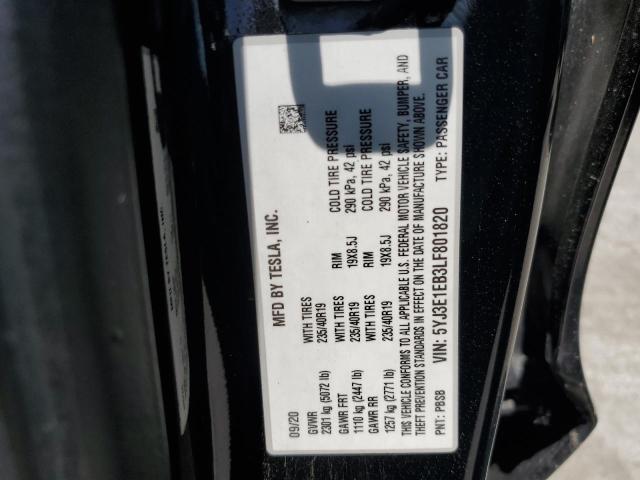 MFD BY TESLA, INC.
09/20
GVWR WITH TIRES RIM COLD TIRE PRESSURE
2301 kg (5072 lb) 235/40R19 19X8.5J 290 kPa, 42 psi
GAWR FRT WITH TIRES RIM COLD TIRE PRESSURE
1110 kg (2447 lb) 235/40R19 19X8.5J 290 kPa, 42 psi
GAWR RR WITH TIRES
1257 kg (2771 lb) 235/40R19
THIS VEHICLE CONFORMS TO ALL APPLICABLE U.S. FEDERAL MOTOR VEHICLE SAFETY, BUMPER, AND
THEFT PREVENTION STANDARDS IN EFFECT ON THE DATE OF MANUFACTURE SHOWN ABOVE.
PNT: PBSB VIN: 5YJ3E1EB3LF801820 TYPE: PASSENGER CAR